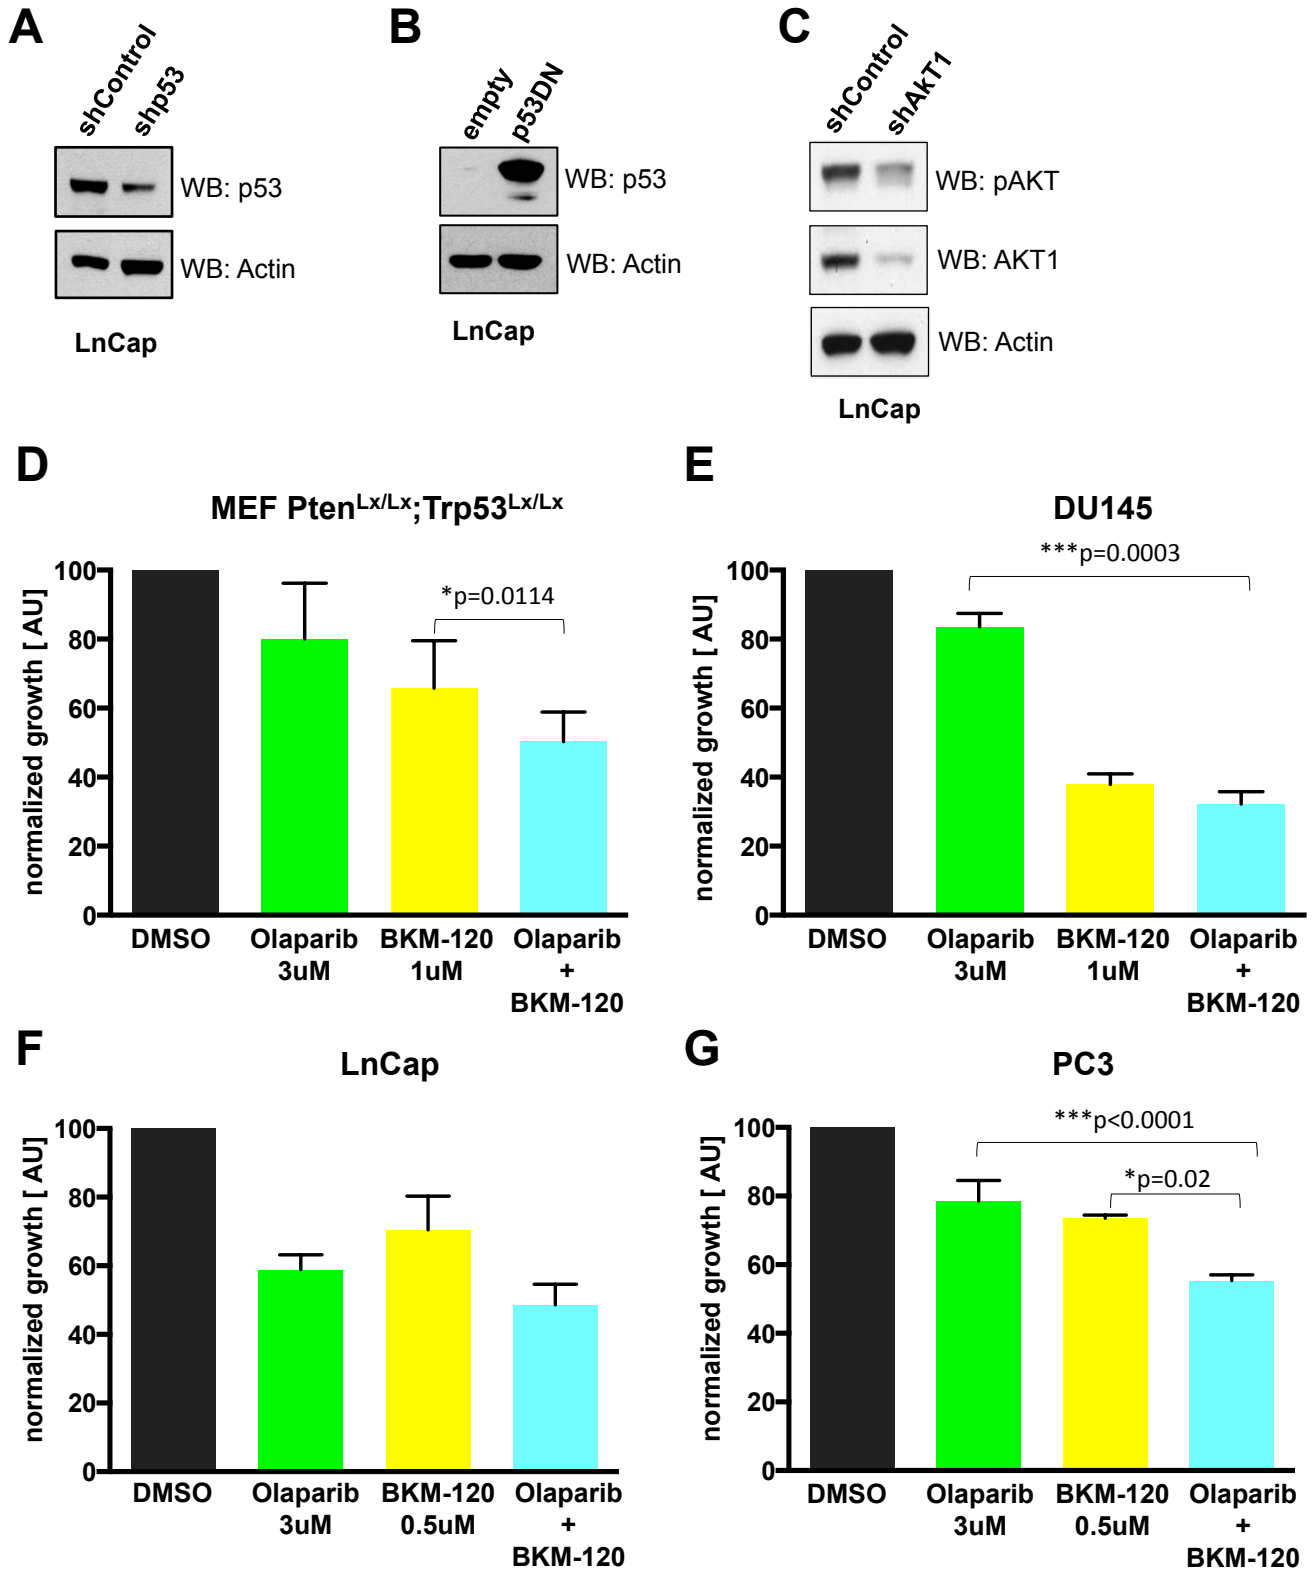 A
shControl
shp53
WB: p53
WB: Actin
LnCap
B
empty
p53DN
WB: p53
WB: Actin
LnCap
C
shControl
shAkT1
WB: pAKT
WB: AKT1
WB: Actin
LnCap
D
MEF PtenLx/Lx;Trp53Lx/Lx
*p=0.0114
normalized growth [ AU]
100
80
60
40
20
0
DMSO
Olaparib
3uM
BKM-120
1uM
Olaparib
+
BKM-120
E
DU145
***p=0.0003
normalized growth [ AU]
100
80
60
40
20
0
DMSO
Olaparib
3uM
BKM-120
1uM
Olaparib
+
BKM-120
F
LnCap
normalized growth [ AU]
100
80
60
40
20
0
DMSO
Olaparib
3uM
BKM-120
0.5uM
Olaparib
+
BKM-120
G
PC3
***p<0.0001
*p=0.02
normalized growth [ AU]
100
80
60
40
20
0
DMSO
Olaparib
3uM
BKM-120
0.5uM
Olaparib
+
BKM-120